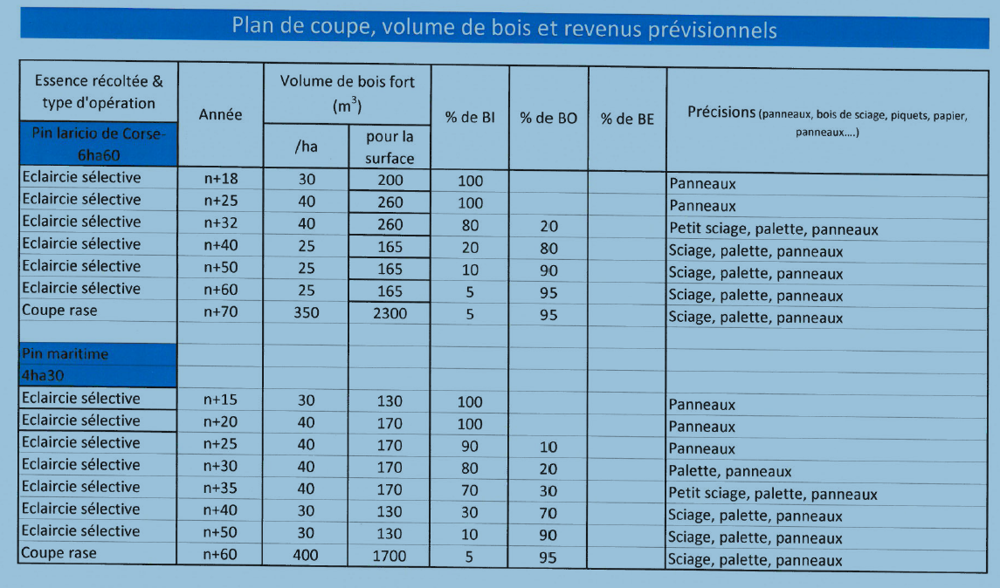 Plan de coupe, volume de bois et revenus prévisionnels
Essence récoltée & type d'opération | Année | Volume de bois fort (m³) | % de BI | % de BO | % de BE | Précisions (panneaux, bois de sciage, piquets, papier, panneaux....)
Pin laricio de Corse- 6ha60 | /ha | pour la surface
Eclaircie sélective n+18 30 200 100 Panneaux
Eclaircie sélective n+25 40 260 100 Panneaux
Eclaircie sélective n+32 40 260 80 20 Petit sciage, palette, panneaux
Eclaircie sélective n+40 25 165 20 80 Sciage, palette, panneaux
Eclaircie sélective n+50 25 165 10 90 Sciage, palette, panneaux
Eclaircie sélective n+60 25 165 5 95 Sciage, palette, panneaux
Coupe rase n+70 350 2300 5 95 Sciage, palette, panneaux
Pin maritime
4ha30
Eclaircie sélective n+15 30 130 100 Panneaux
Eclaircie sélective n+20 40 170 100 Panneaux
Eclaircie sélective n+25 40 170 90 10 Panneaux
Eclaircie sélective n+30 40 170 80 20 Palette, panneaux
Eclaircie sélective n+35 40 170 70 30 Petit sciage, palette, panneaux
Eclaircie sélective n+40 30 130 30 70 Sciage, palette, panneaux
Eclaircie sélective n+50 30 130 10 90 Sciage, palette, panneaux
Coupe rase n+60 400 1700 5 95 Sciage, palette, panneaux